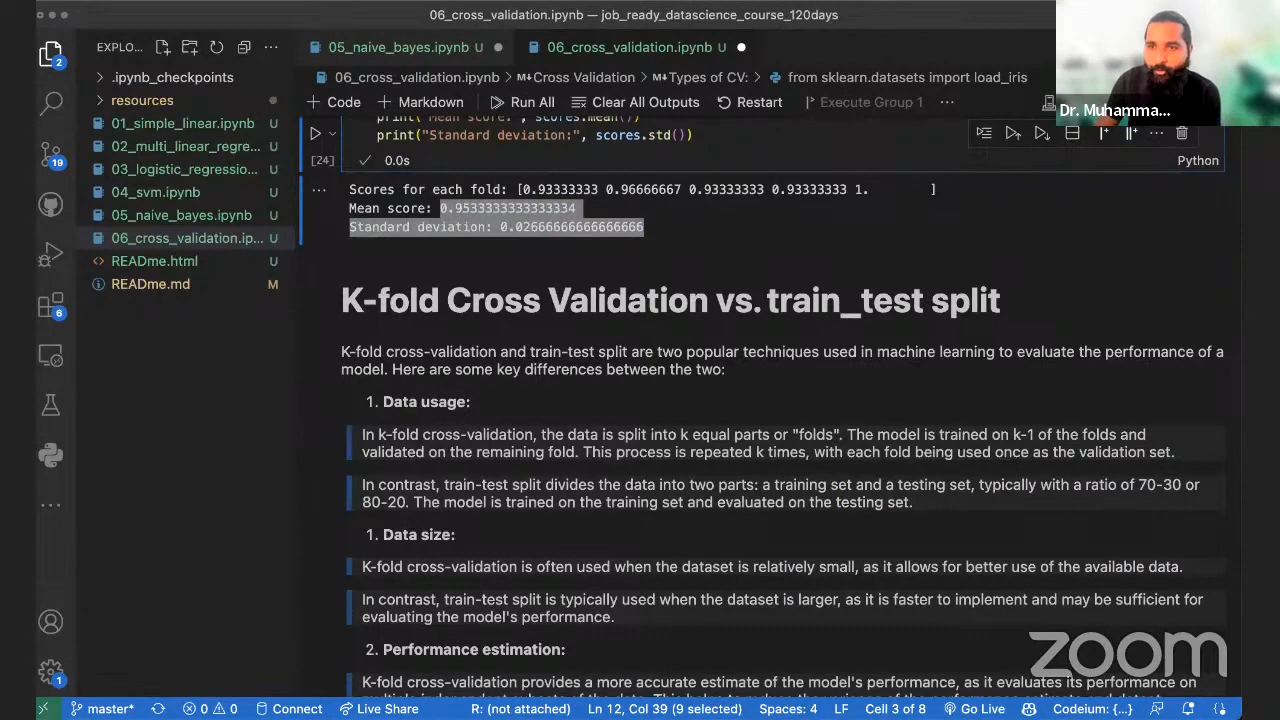 06_cross_validation.ipynb — job_ready_datascience_course_120days
EXPLO...
05_naive_bayes.ipynb U
06_cross_validation.ipynb U
.ipynb_checkpoints
resources
01_simple_linear.ipynb U
02_multi_linear_regre... U
03_logistic_regressio... U
04_svm.ipynb U
05_naive_bayes.ipynb U
06_cross_validation.ip... U
READme.html U
READme.md M
06_cross_validation.ipynb > M↓Cross Validation > M↓Types of CV: > from sklearn.datasets import load_iris
+ Code + Markdown Run All Clear All Outputs Restart Execute Group 1 ...
Dr. Muhamma...
print("Mean score:", scores.mean())
print("Standard deviation:", scores.std())
[24] 0.0s Python
Scores for each fold: [0.93333333 0.96666667 0.93333333 0.93333333 1. ]
Mean score: 0.9533333333333334
Standard deviation: 0.02666666666666666
K-fold Cross Validation vs. train_test split
K-fold cross-validation and train-test split are two popular techniques used in machine learning to evaluate the performance of a
model. Here are some key differences between the two:
1. Data usage:
In k-fold cross-validation, the data is split into k equal parts or "folds". The model is trained on k-1 of the folds and
validated on the remaining fold. This process is repeated k times, with each fold being used once as the validation set.
In contrast, train-test split divides the data into two parts: a training set and a testing set, typically with a ratio of 70-30 or
80-20. The model is trained on the training set and evaluated on the testing set.
1. Data size:
K-fold cross-validation is often used when the dataset is relatively small, as it allows for better use of the available data.
In contrast, train-test split is typically used when the dataset is larger, as it is faster to implement and may be sufficient for
evaluating the model's performance.
2. Performance estimation:
K-fold cross-validation provides a more accurate estimate of the model's performance, as it evaluates its performance on
zoom
2
19
6
1
master* 0 0 Connect Live Share R: (not attached) Ln 12, Col 39 (9 selected) Spaces: 4 LF Cell 3 of 8 Go Live Codeium: {...}